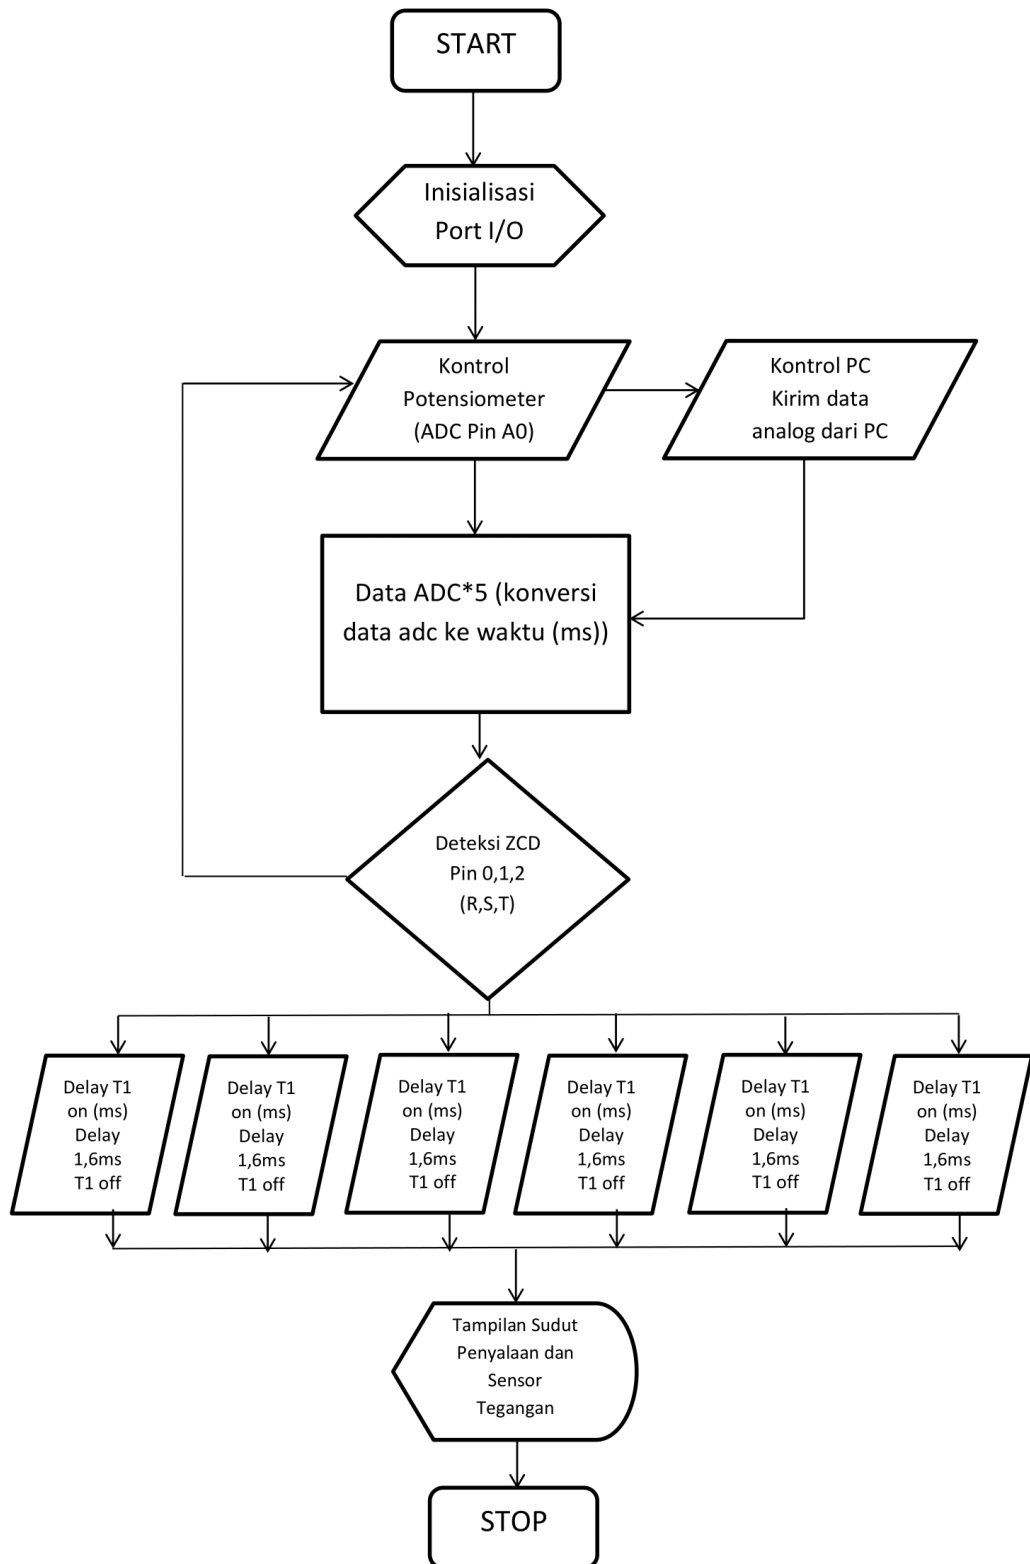 START
Inisialisasi
Port I/O
Kontrol
Potensiometer
(ADC Pin A0)
Kontrol PC
Kirim data
analog dari PC
Data ADC*5 (konversi
data adc ke waktu (ms))
Deteksi ZCD
Pin 0,1,2
(R,S,T)
Delay T1
on (ms)
Delay
1,6ms
T1 off
Delay T1
on (ms)
Delay
1,6ms
T1 off
Delay T1
on (ms)
Delay
1,6ms
T1 off
Delay T1
on (ms)
Delay
1,6ms
T1 off
Delay T1
on (ms)
Delay
1,6ms
T1 off
Delay T1
on (ms)
Delay
1,6ms
T1 off
Tampilan Sudut
Penyalaan dan
Sensor
Tegangan
STOP